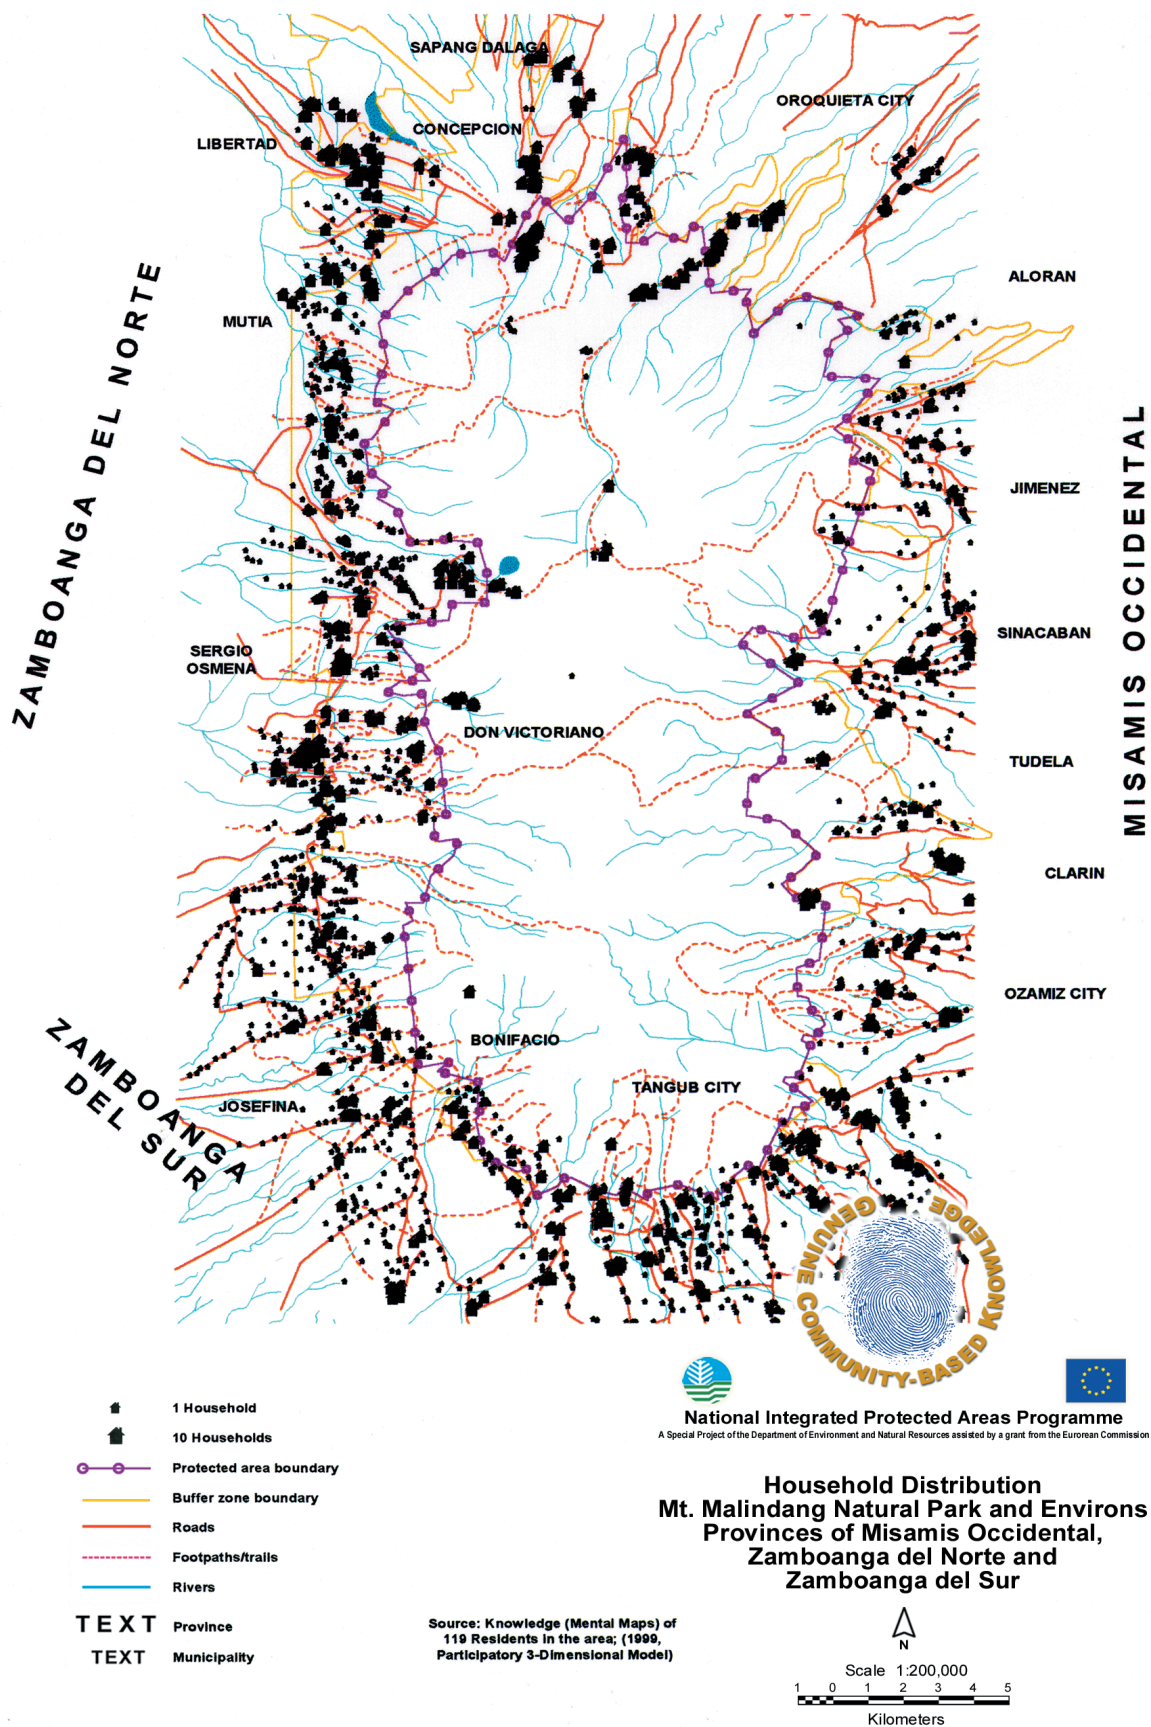 SAPANG DALAGA
OROQUIETA CITY
CONCEPCION
LIBERTAD
ALORAN
MUTIA
ZAMBOANGA DEL NORTE
MISAMIS OCCIDENTAL
JIMENEZ
SINACABAN
SERGIO
OSMENA
DON VICTORIANO
TUDELA
CLARIN
OZAMIZ CITY
BONIFACIO
TANGUB CITY
JOSEFINA
ZAMBOANGA
DEL SUR
GENUINE COMMUNITY-BASED KNOWLEDGE
1 Household
10 Households
Protected area boundary
Buffer zone boundary
Roads
Footpaths/trails
Rivers
TEXT Province
TEXT Municipality
National Integrated Protected Areas Programme
A Special Project of the Department of Environment and Natural Resources assisted by a grant from the Eurorean Commission
Household Distribution
Mt. Malindang Natural Park and Environs
Provinces of Misamis Occidental,
Zamboanga del Norte and
Zamboanga del Sur
Source: Knowledge (Mental Maps) of
119 Residents in the area; (1999,
Participatory 3-Dimensional Model)
N
Scale 1:200,000
1 0 1 2 3 4 5
Kilometers